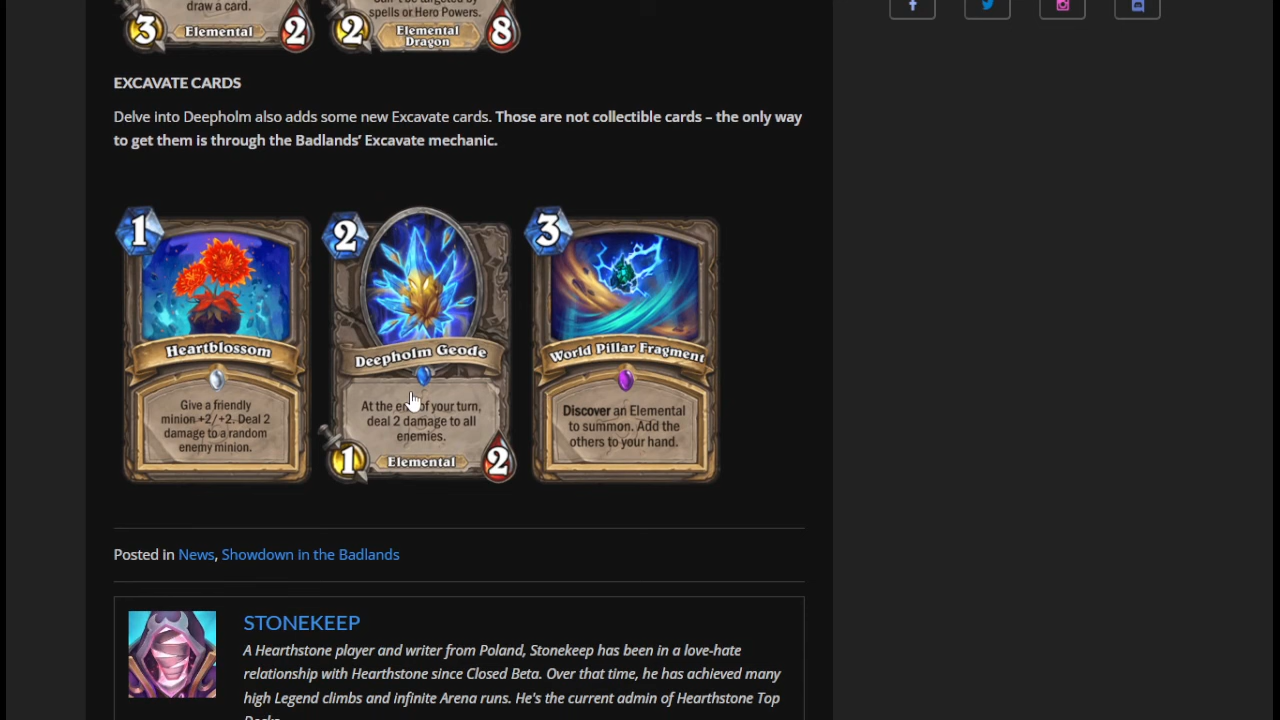 draw a card.
spells or Hero Powers.
3
Elemental
2
2
Elemental
Dragon
8
EXCAVATE CARDS
Delve into Deepholm also adds some new Excavate cards. Those are not collectible cards – the only way
to get them is through the Badlands’ Excavate mechanic.
1
Heartblossom
Give a friendly
minion +2/+2. Deal 2
damage to a random
enemy minion.
2
Deepholm Geode
At the end of your turn,
deal 2 damage to all
enemies.
1
Elemental
2
3
World Pillar Fragment
Discover an Elemental
to summon. Add the
others to your hand.
Posted in News, Showdown in the Badlands
STONEKEEP
A Hearthstone player and writer from Poland, Stonekeep has been in a love-hate
relationship with Hearthstone since Closed Beta. Over that time, he has achieved many
high Legend climbs and infinite Arena runs. He's the current admin of Hearthstone Top